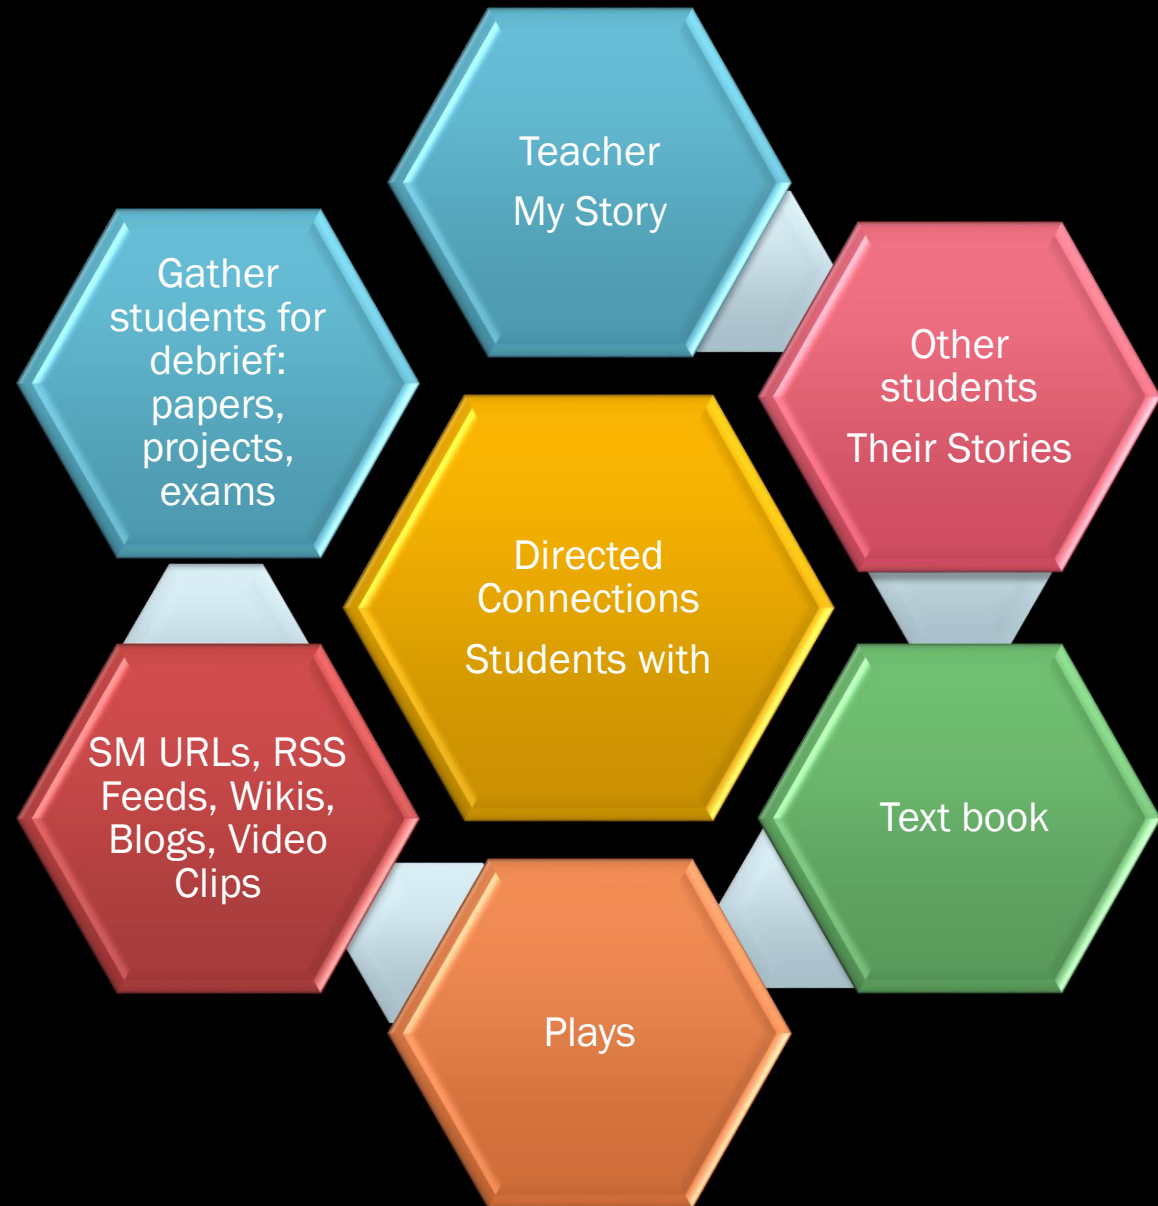 Teacher
My Story
Other
students
Their Stories
Text book
Plays
SM URLs, RSS
Feeds, Wikis,
Blogs, Video
Clips
Gather
students for
debrief:
papers,
projects,
exams
Directed
Connections
Students with